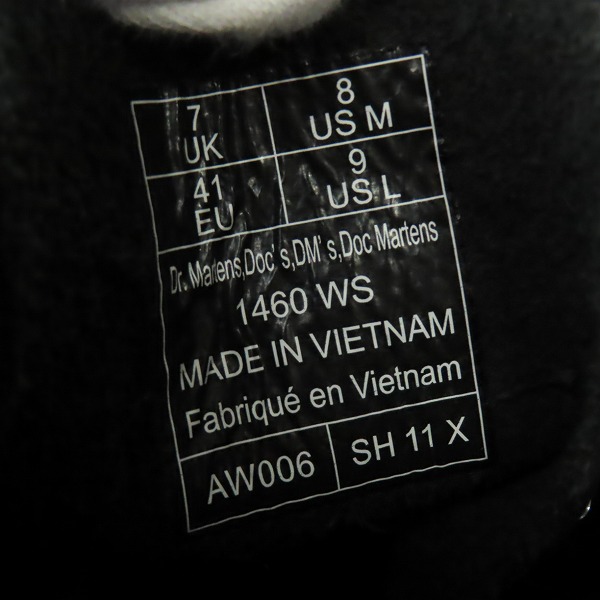 7
UK
8
US M
41
EU
9
US L
Dr. Martens,Doc' s,DM' s,Doc Martens
1460 WS
MADE IN VIETNAM
Fabriqué en Vietnam
AW006
SH 11 X